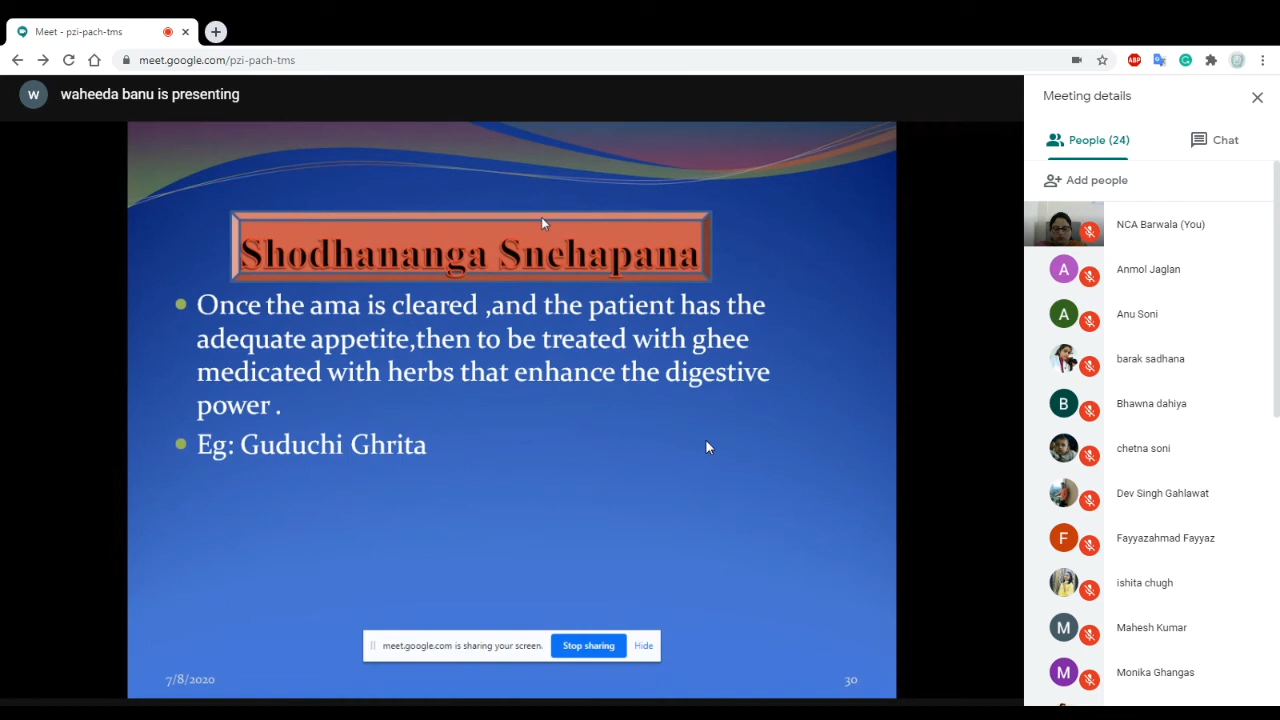 Meet - pzi-pach-tms
meet.google.com/pzi-pach-tms
ABP
W
waheeda banu is presenting
Meeting details
People (24)
Chat
Add people
Shodhananga Snehapana
Once the ama is cleared ,and the patient has the
adequate appetite,then to be treated with ghee
medicated with herbs that enhance the digestive
power .
Eg: Guduchi Ghrita
meet.google.com is sharing your screen.
Stop sharing
Hide
7/8/2020
30
NCA Barwala (You)
A
Anmol Jaglan
A
Anu Soni
barak sadhana
B
Bhawna dahiya
chetna soni
Dev Singh Gahlawat
F
Fayyazahmad Fayyaz
ishita chugh
M
Mahesh Kumar
M
Monika Ghangas